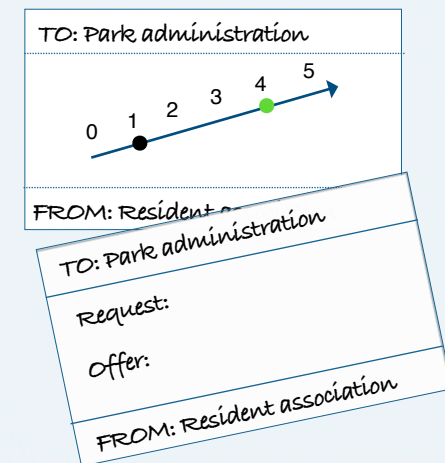 TO: Park administration
0 1 2 3 4 5
FROM: Resident
TO: Park administration
Request:
Offer:
FROM: Resident association